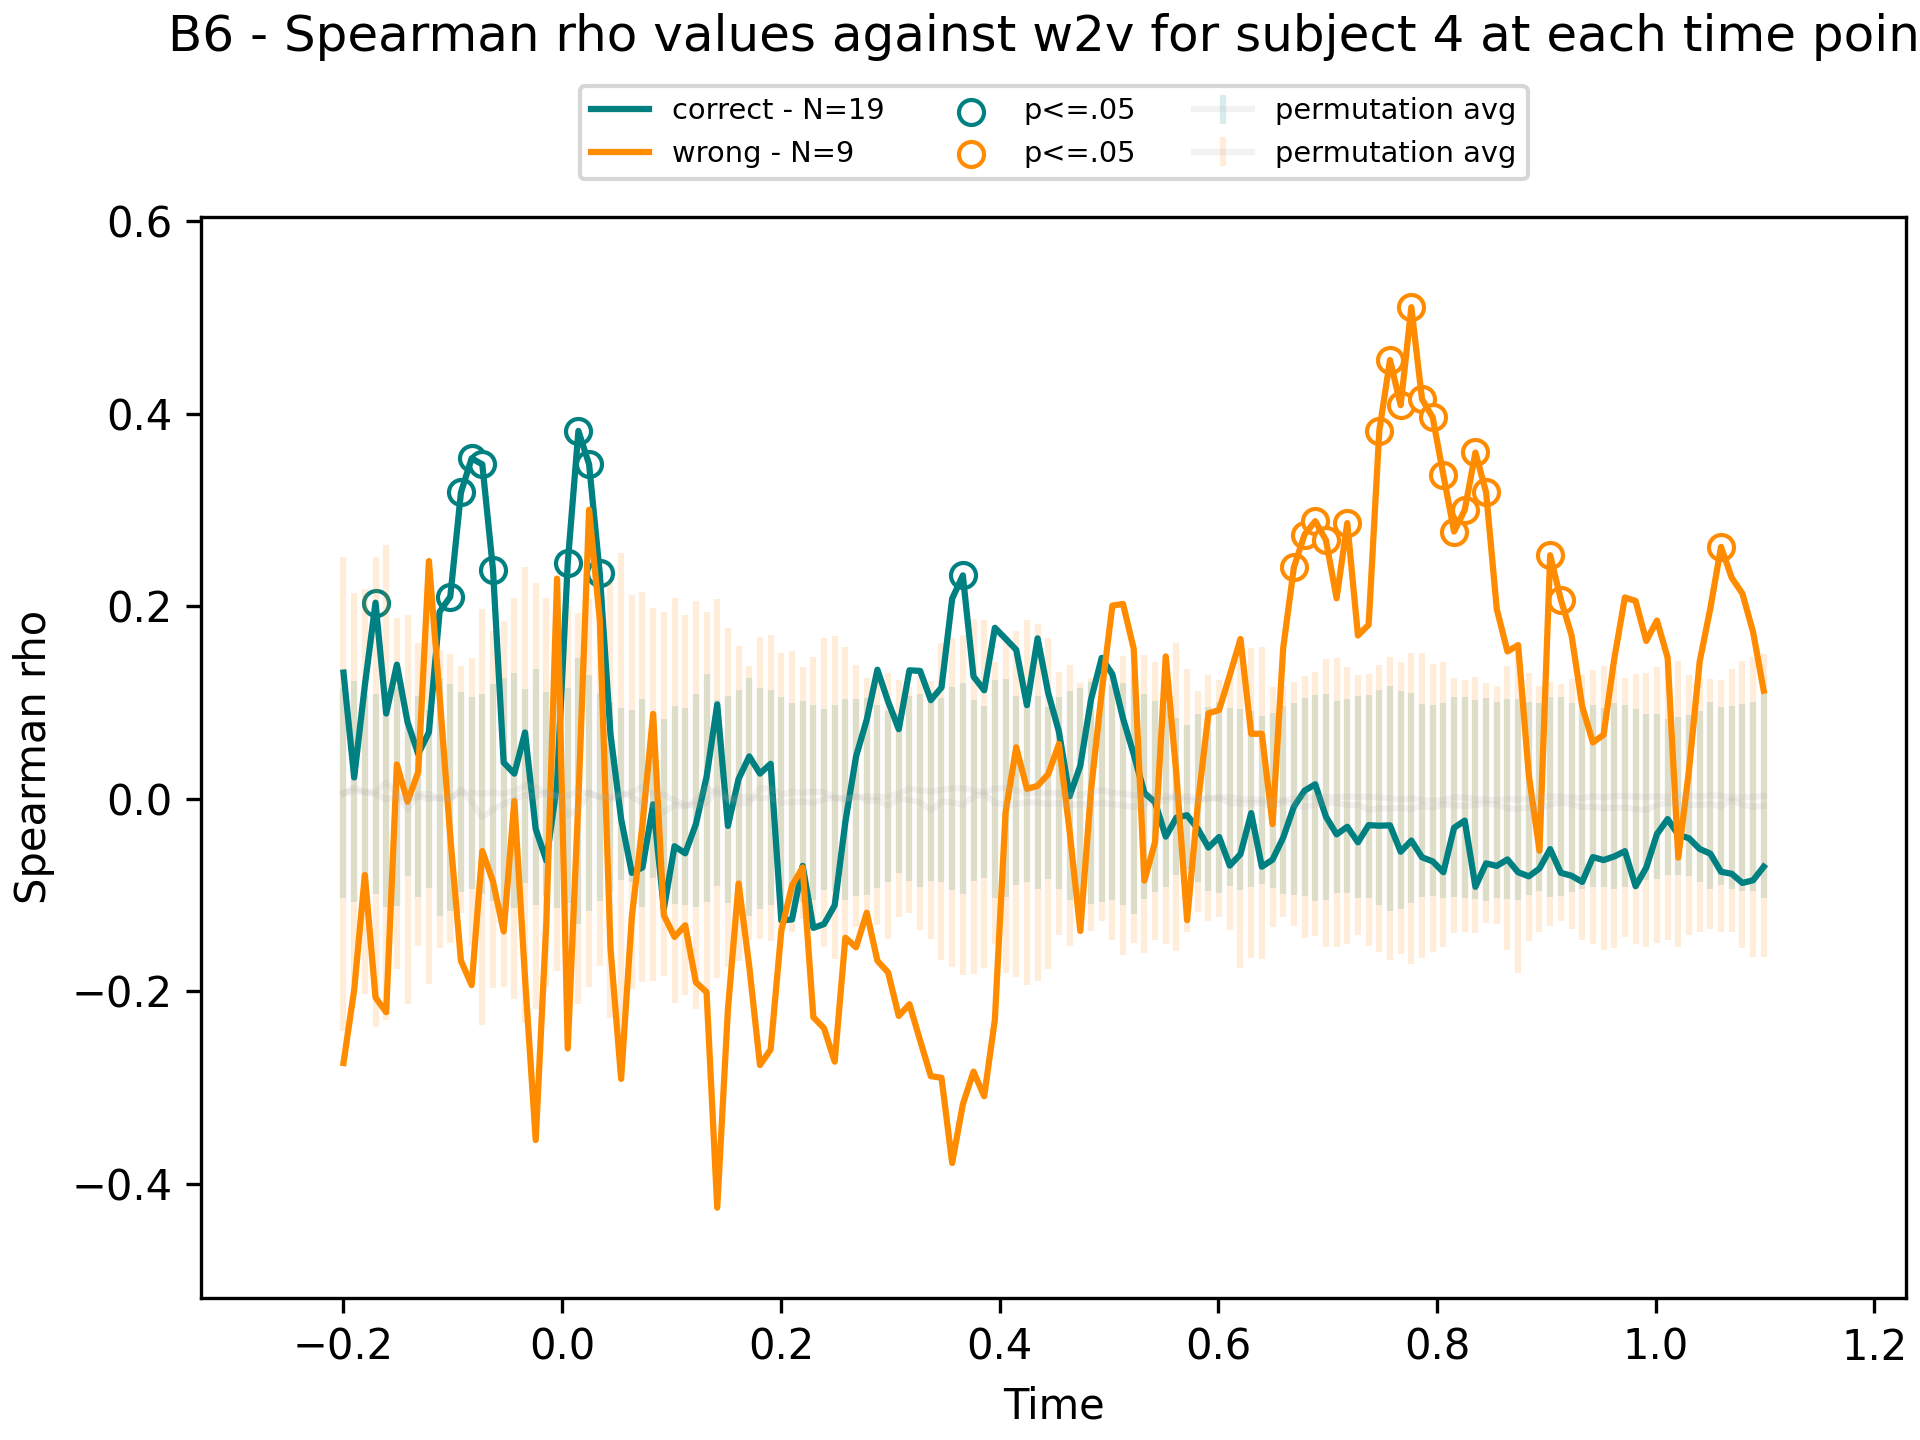 B6 - Spearman rho values against w2v for subject 4 at each time poin
correct - N=19
wrong - N=9
p<=.05
p<=.05
permutation avg
permutation avg
Spearman rho
0.6
0.4
0.2
0.0
−0.2
−0.4
−0.2 0.0 0.2 0.4 0.6 0.8 1.0 1.2
Time